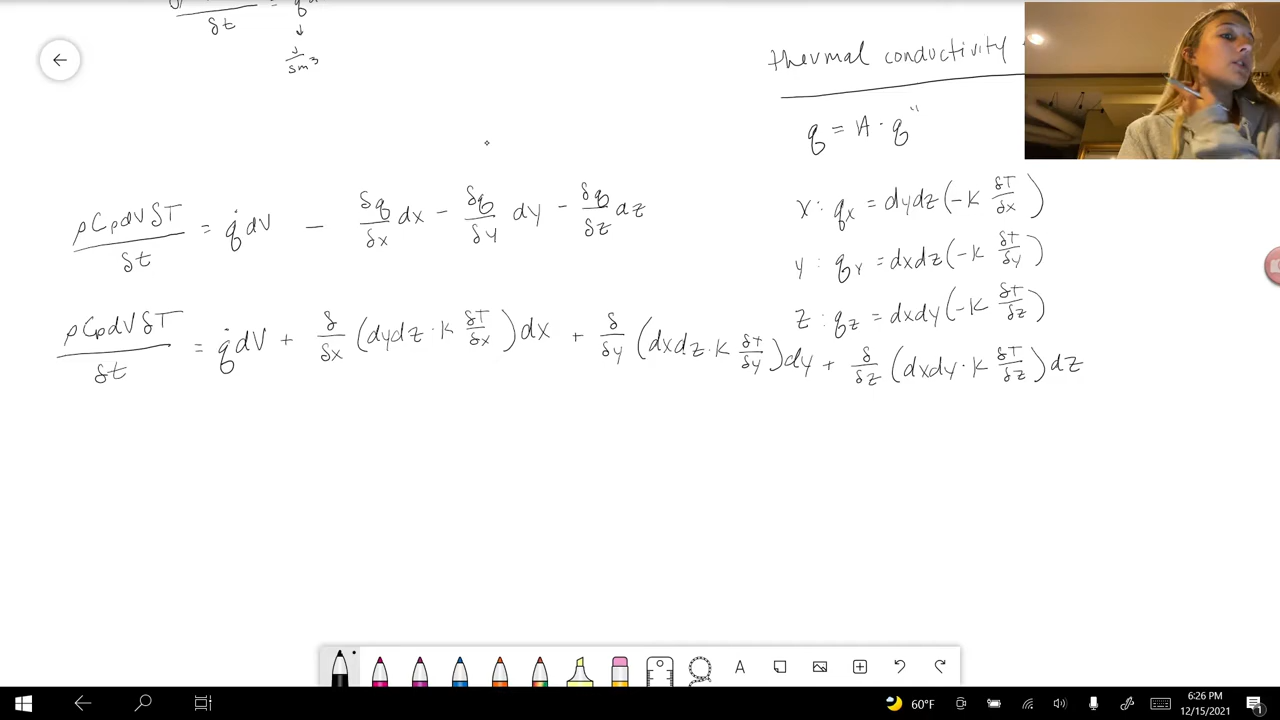 δt
J
sm³
thermal conductivity
q = A · q"
ρCpdVδT/δt = q̇dV − δq/δx dx − δq/δy dy − δq/δz dz
x: qx = dydz(−K δT/δx)
y: qY = dxdz(−K δT/δy)
z: qz = dxdy(−K δT/δz)
ρCpdVδT/δt = q̇dV + δ/δx (dydz · K δT/δx) dx + δ/δy (dxdz · K δT/δy) dy + δ/δz (dxdy · K δT/δz) dz
A
60°F
6:26 PM
12/15/2021
1